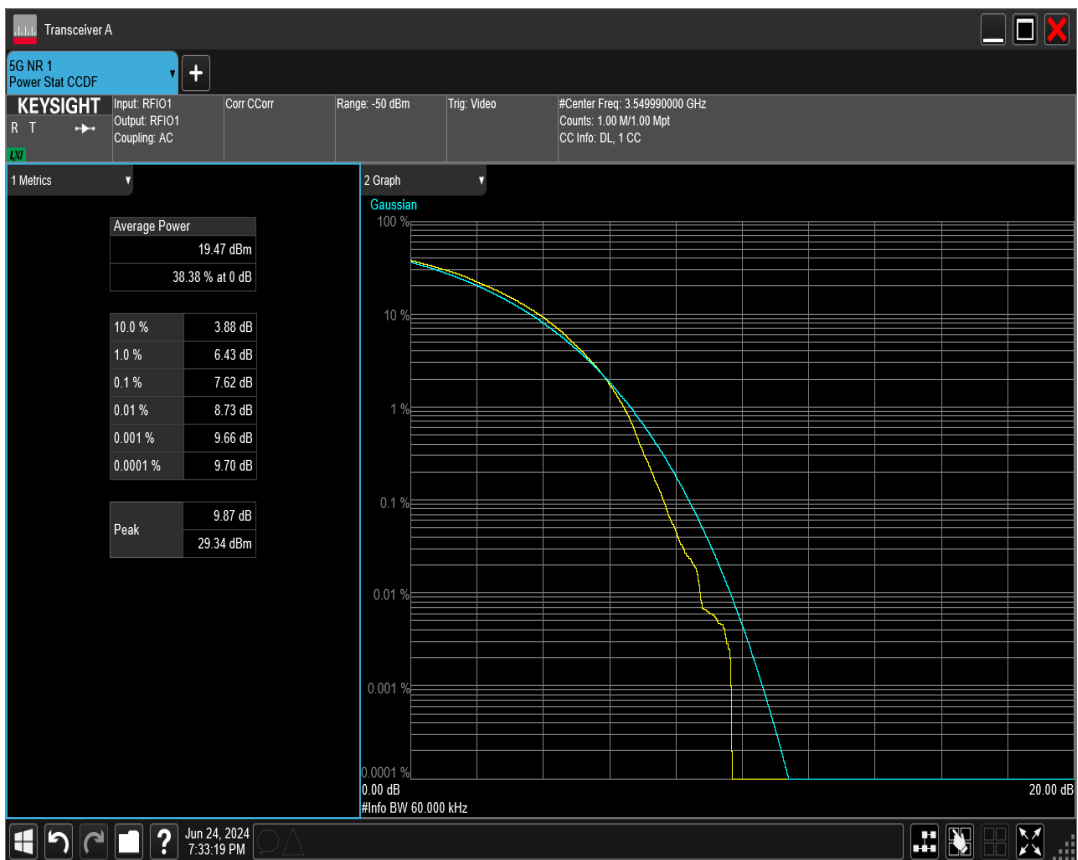 Transceiver A
5G NR 1
Power Stat CCDF
+
KEYSIGHT
R T
LXI
Input: RFIO1
Output: RFIO1
Coupling: AC
Corr CCorr
Range: -50 dBm
Trig: Video
#Center Freq: 3.549990000 GHz
Counts: 1.00 M/1.00 Mpt
CC Info: DL, 1 CC
1 Metrics
Average Power
19.47 dBm
38.38 % at 0 dB
10.0 % 3.88 dB
1.0 % 6.43 dB
0.1 % 7.62 dB
0.01 % 8.73 dB
0.001 % 9.66 dB
0.0001 % 9.70 dB
Peak
9.87 dB
29.34 dBm
2 Graph
Gaussian
100 %
10 %
1 %
0.1 %
0.01 %
0.001 %
0.0001 %
0.00 dB 20.00 dB
#Info BW 60.000 kHz
?
Jun 24, 2024
7:33:19 PM